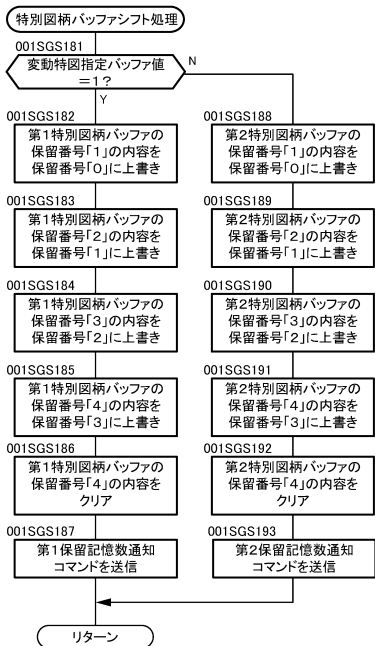 特別図柄バッファシフト処理
001SGS181
変動特図指定バッファ値
=1?
N
Y
001SGS182
第1特別図柄バッファの
保留番号「1」の内容を
保留番号「0」に上書き
001SGS183
第1特別図柄バッファの
保留番号「2」の内容を
保留番号「1」に上書き
001SGS184
第1特別図柄バッファの
保留番号「3」の内容を
保留番号「2」に上書き
001SGS185
第1特別図柄バッファの
保留番号「4」の内容を
保留番号「3」に上書き
001SGS186
第1特別図柄バッファの
保留番号「4」の内容を
クリア
001SGS187
第1保留記憶数通知
コマンドを送信
001SGS188
第2特別図柄バッファの
保留番号「1」の内容を
保留番号「0」に上書き
001SGS189
第2特別図柄バッファの
保留番号「2」の内容を
保留番号「1」に上書き
001SGS190
第2特別図柄バッファの
保留番号「3」の内容を
保留番号「2」に上書き
001SGS191
第2特別図柄バッファの
保留番号「4」の内容を
保留番号「3」に上書き
001SGS192
第2特別図柄バッファの
保留番号「4」の内容を
クリア
001SGS193
第2保留記憶数通知
コマンドを送信
リターン